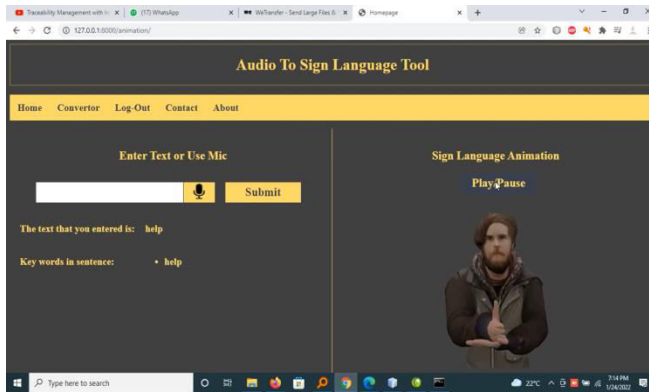 Traceability Management with
(17) WhatsApp
WeTransfer - Send Large Files &
Homepage
127.0.0.1:8000/animation/
Audio To Sign Language Tool
Home Convertor Log-Out Contact About
Enter Text or Use Mic
Submit
The text that you entered is: help
Key words in sentence:
• help
Sign Language Animation
Play/Pause
Type here to search
22°C
7:14 PM
1/24/2022